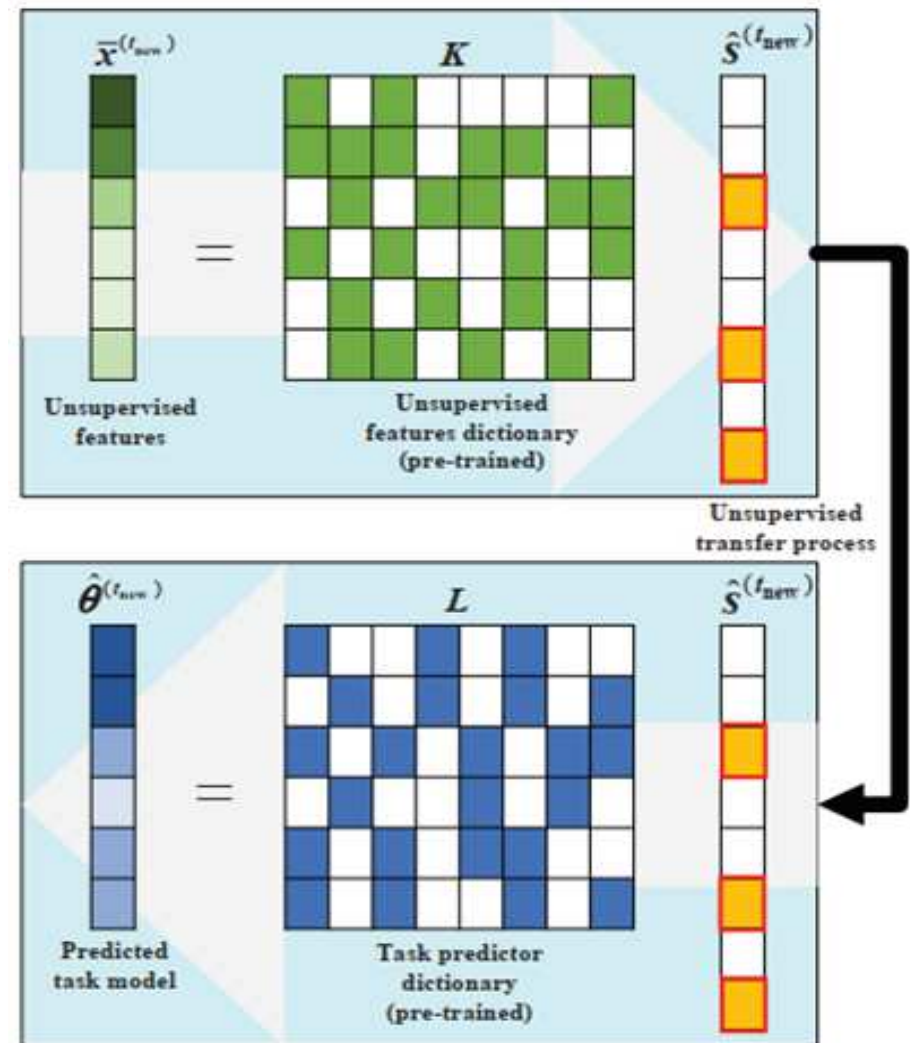 x̄^(t_new) K ŝ^(t_new)
=
Unsupervised
features
Unsupervised
features dictionary
(pre-trained)
Unsupervised
transfer process
θ̂^(t_new) L ŝ^(t_new)
=
Predicted
task model
Task predictor
dictionary
(pre-trained)